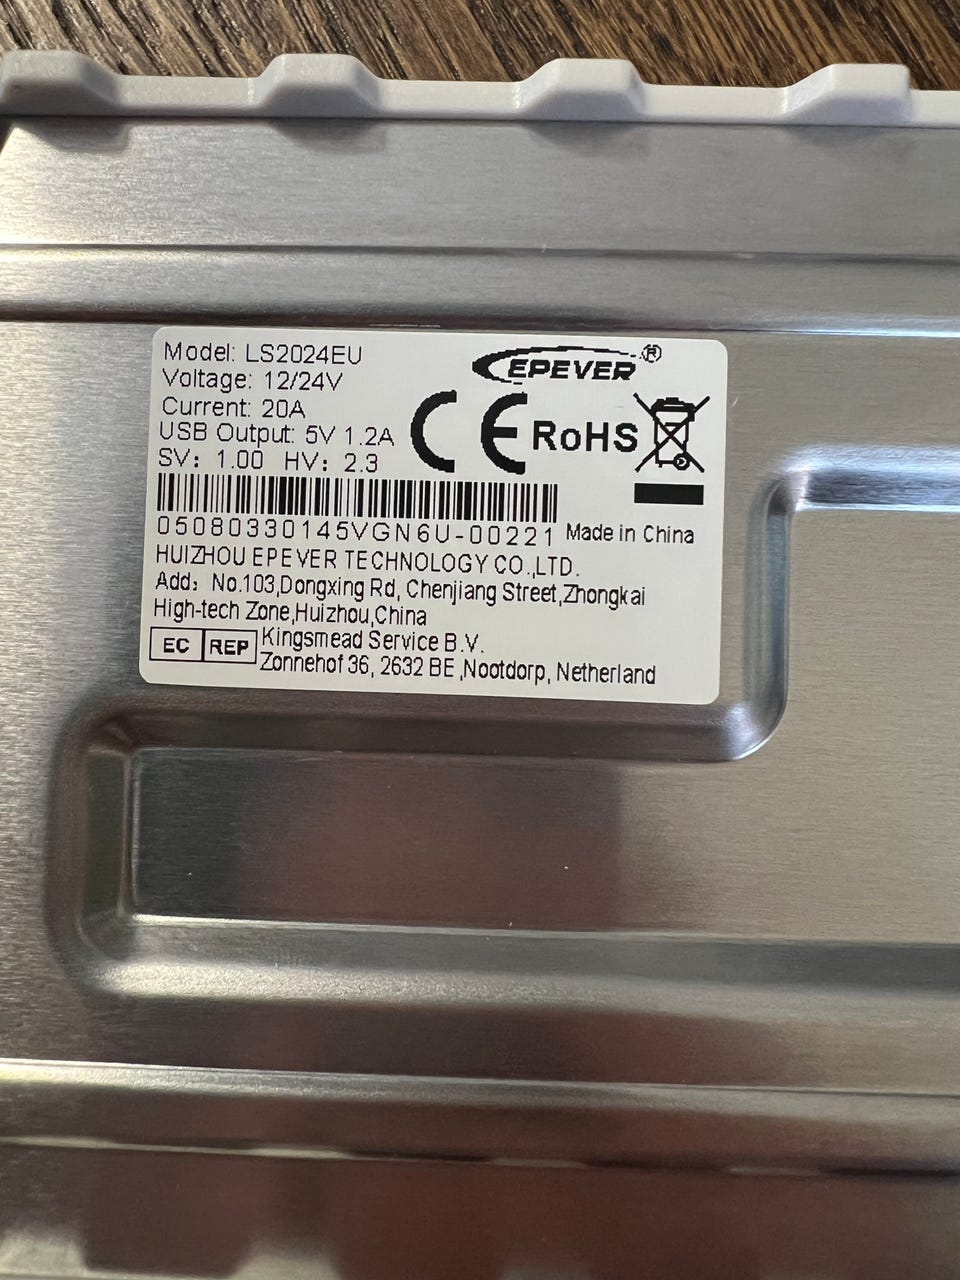 Model: LS2024EU
Voltage: 12/24V
Current: 20A
USB Output: 5V 1.2A
SV: 1.00 HV: 2.3
EPEVER®
CE RoHS
05080330145VGN6U-00221 Made in China
HUIZHOU EPEVER TECHNOLOGY CO.,LTD.
Add: No.103,Dongxing Rd, Chenjiang Street,Zhongkai
High-tech Zone,Huizhou,China
EC REP Kingsmead Service B.V.
Zonnehof 36, 2632 BE ,Nootdorp, Netherland